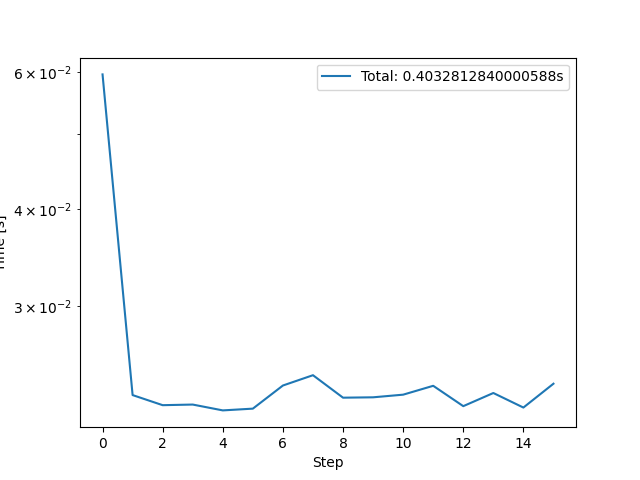 Total: 0.4032812840000588s
6 × 10⁻²
4 × 10⁻²
3 × 10⁻²
0 2 4 6 8 10 12 14
Step